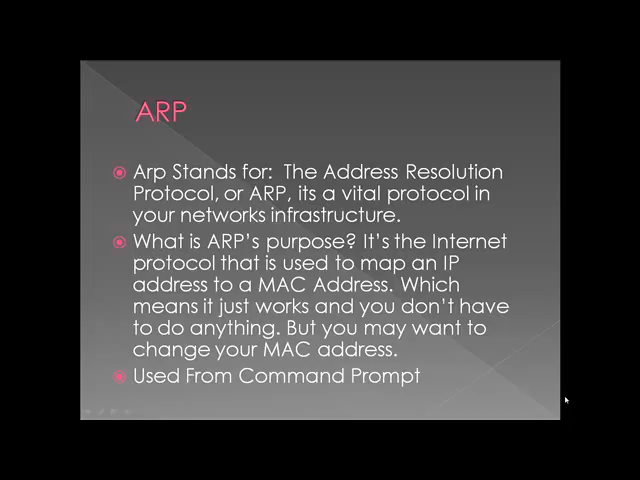 ARP
Arp Stands for:  The Address Resolution
Protocol, or ARP, its a vital protocol in
your networks infrastructure.
What is ARP's purpose? It's the Internet
protocol that is used to map an IP
address to a MAC Address. Which
means it just works and you don't have
to do anything. But you may want to
change your MAC address.
Used From Command Prompt